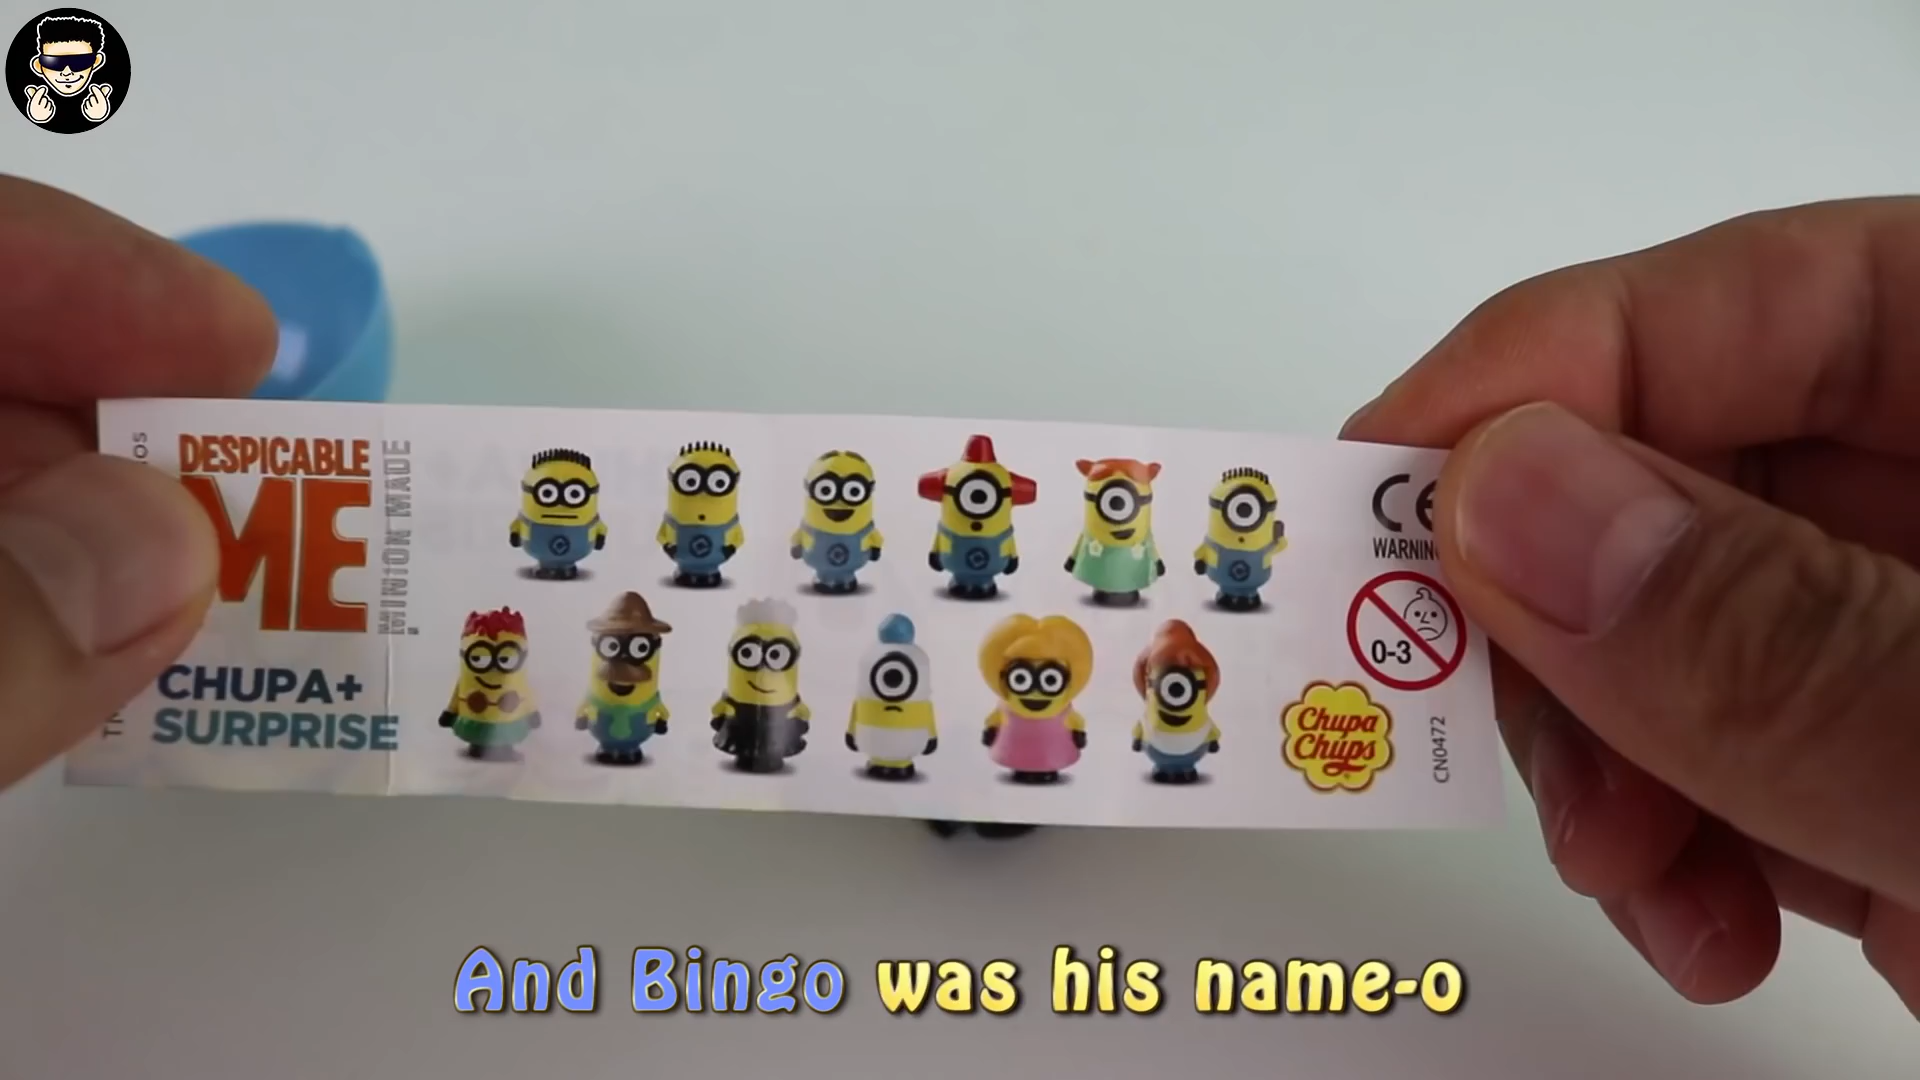 DESPICABLE
ME
MINION MADE
CHUPA+
SURPRISE
CE
WARNING
0-3
Chupa
Chups
CN0472
And Bingo was his name-o